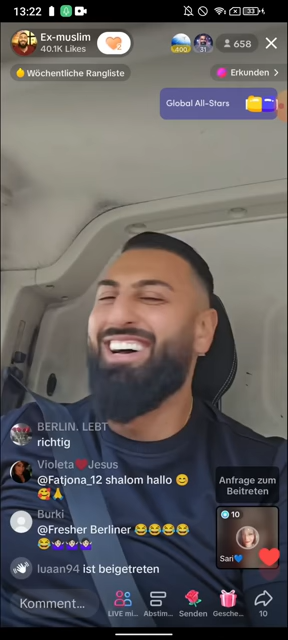 13:22
33
Ex-muslim
40.1K Likes
400
31
658
Wöchentliche Rangliste
Erkunden
Global All-Stars
BERLIN. LEBT
richtig
Violeta❤️Jesus
@Fatjona_12 shalom hallo 😊
🥰🙏
Burki
@Fresher Berliner 😂😂😂😂
😂🤷🏻‍♀️🤷🏻‍♀️🤷🏻‍♀️
luaan94 ist beigetreten
Anfrage zum
Beitreten
10
Sari💙
Kommentar...
LIVE mi...
Abstim...
Senden
Gesche...
10